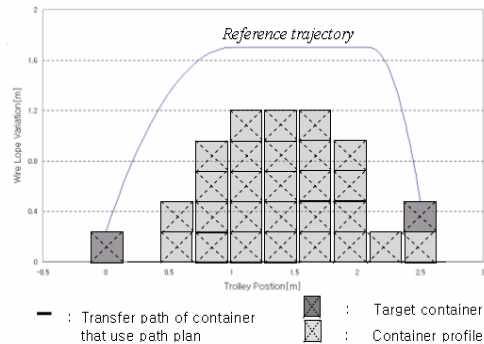 2
1.6
1.2
0.8
0.4
0
Wire Lope Variation[m]
Reference trajectory
-0.5 0 0.5 1 1.5 2 2.5 3
Trolley Postion[m]
: Transfer path of container
that use path plan
: Target container
: Container profile